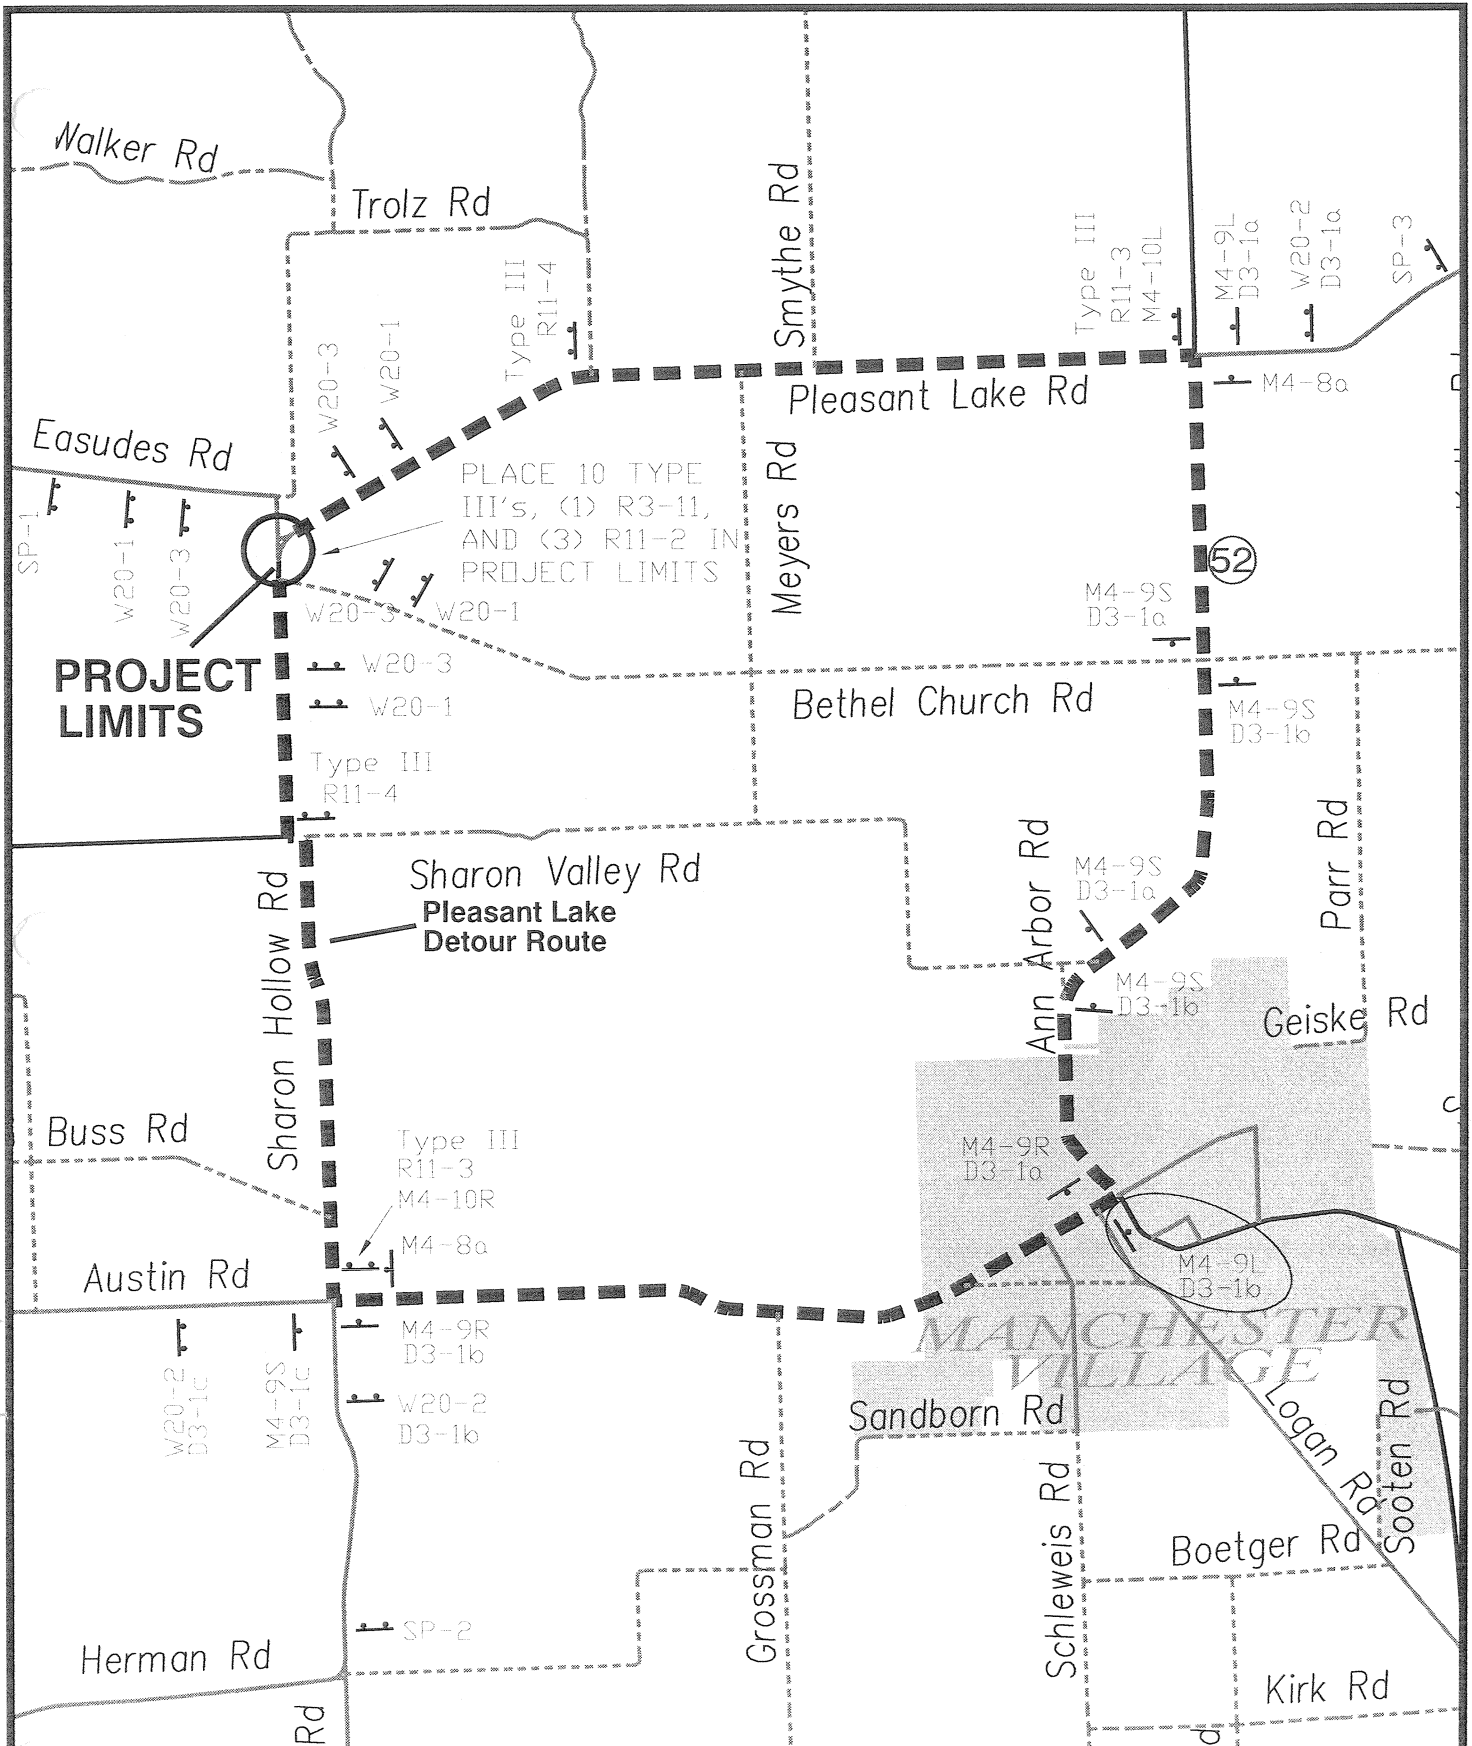 Walker Rd
Trolz Rd
Smythe Rd
Type III
R11-4
W20-3
W20-1
Type III
R11-3
M4-10L
M4-9L
D3-1a
W20-2
D3-1a
SP-3
M4-8a
Pleasant Lake Rd
Easudes Rd
SP-1
W20-1
W20-3
PLACE 10 TYPE
III's, (1) R3-11,
AND (3) R11-2 IN
PROJECT LIMITS
Meyers Rd
52
W20-3
W20-1
M4-9S
D3-1a
PROJECT
LIMITS
W20-3
W20-1
Bethel Church Rd
M4-9S
D3-1b
Type III
R11-4
Sharon Valley Rd
Pleasant Lake
Detour Route
Sharon Hollow Rd
Ann Arbor Rd
M4-9S
D3-1a
Parr Rd
M4-9S
D3-1b
Geiske Rd
Buss Rd
Type III
R11-3
M4-10R
M4-9R
D3-1a
M4-8a
Austin Rd
M4-9L
D3-1b
M4-9R
D3-1b
W20-2
D3-1c
M4-9S
D3-1c
W20-2
D3-1b
MANCHESTER
VILLAGE
Sandborn Rd
Logan Rd
Sooten Rd
Grossman Rd
Schleweis Rd
Boetger Rd
SP-2
Herman Rd
Kirk Rd
Rd